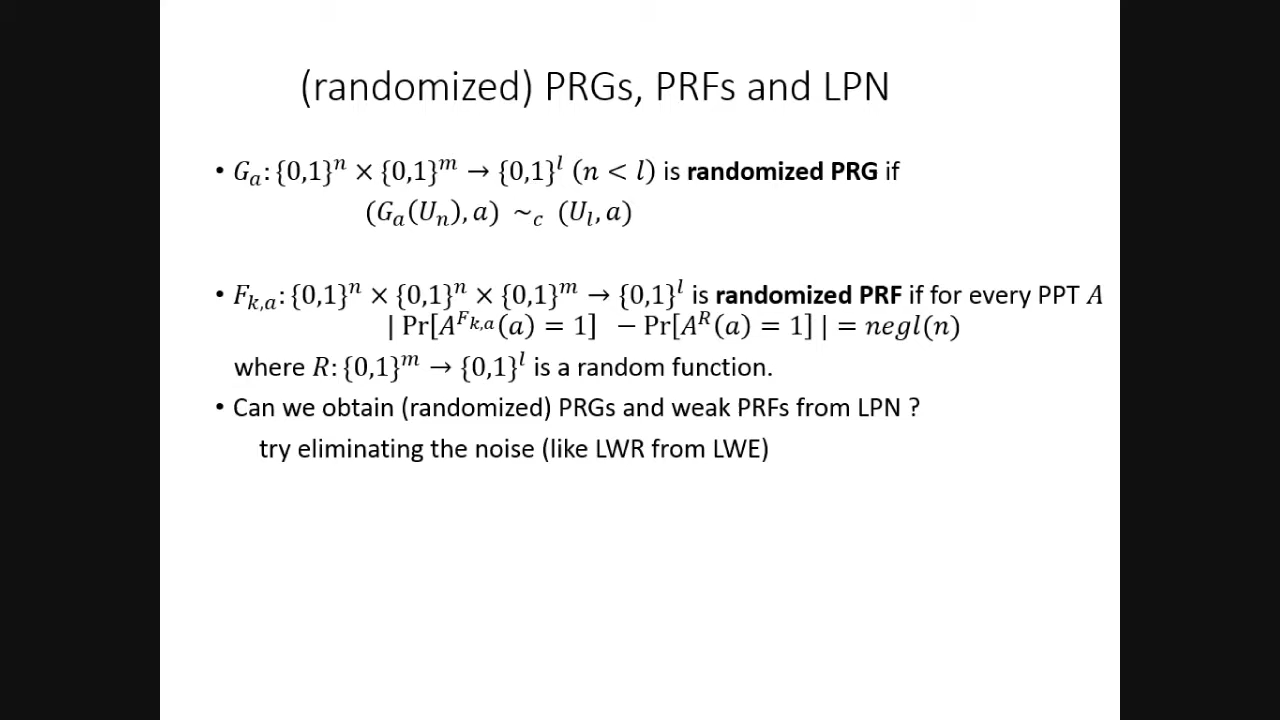 (randomized) PRGs, PRFs and LPN
• Gₐ: {0,1}ⁿ × {0,1}ᵐ → {0,1}ˡ (n < l) is randomized PRG if
(Gₐ(Uₙ), a) ~_c (U_l, a)
• F_{k,a}: {0,1}ⁿ × {0,1}ⁿ × {0,1}ᵐ → {0,1}ˡ is randomized PRF if for every PPT A
| Pr[A^{F_{k,a}}(a) = 1] − Pr[A^R(a) = 1] | = negl(n)
where R: {0,1}ᵐ → {0,1}ˡ is a random function.
• Can we obtain (randomized) PRGs and weak PRFs from LPN ?
try eliminating the noise (like LWR from LWE)